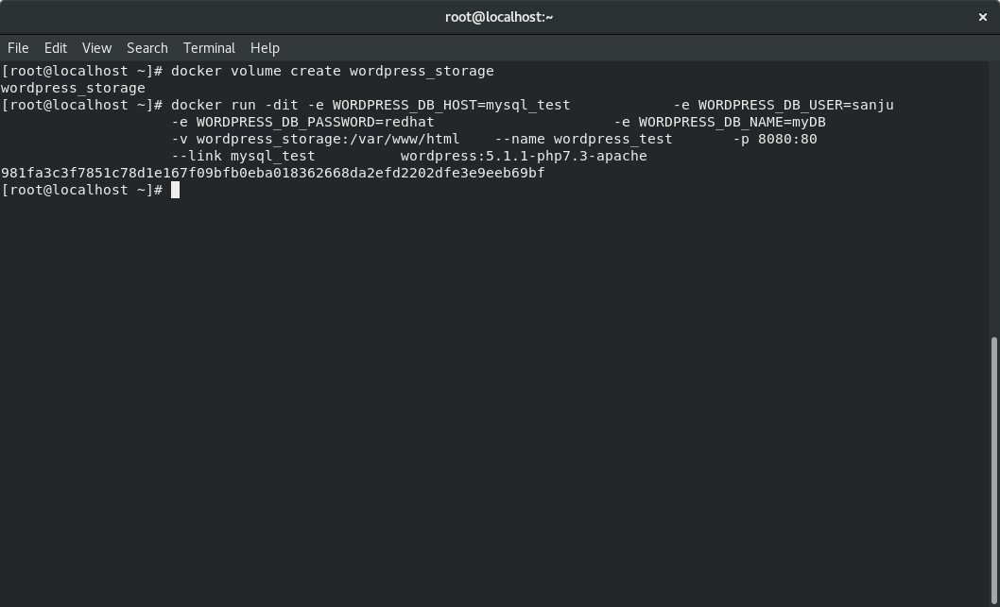 root@localhost:~
File Edit View Search Terminal Help
[root@localhost ~]# docker volume create wordpress_storage
wordpress_storage
[root@localhost ~]# docker run -dit -e WORDPRESS_DB_HOST=mysql_test -e WORDPRESS_DB_USER=sanju
-e WORDPRESS_DB_PASSWORD=redhat -e WORDPRESS_DB_NAME=myDB
-v wordpress_storage:/var/www/html --name wordpress_test -p 8080:80
--link mysql_test wordpress:5.1.1-php7.3-apache
981fa3c3f7851c78d1e167f09bfb0eba018362668da2efd2202dfe3e9eeb69bf
[root@localhost ~]#